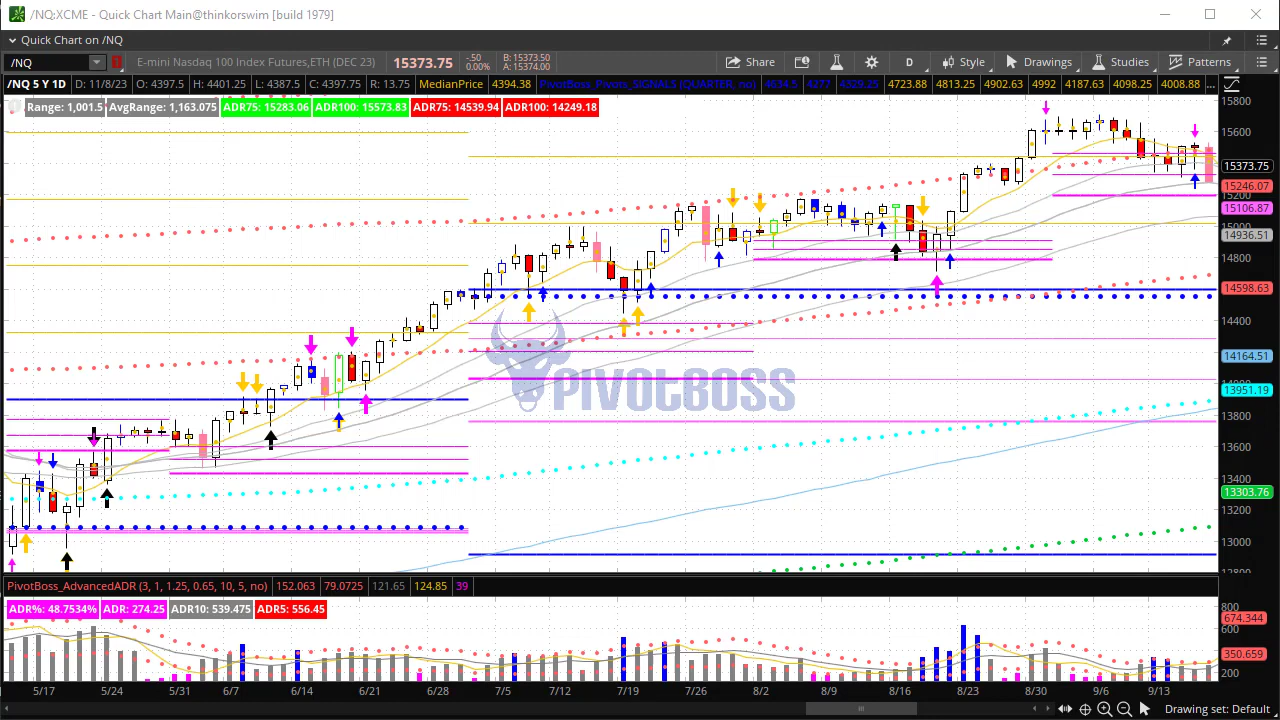 /NQ:XCME - Quick Chart Main@thinkorswim [build 1979]
Quick Chart on /NQ
/NQ E-mini Nasdaq 100 Index Futures,ETH (DEC 23) 15373.75 -.50 0.00% B: 15373.50 A: 15374.00 Share D Style Drawings Studies Patterns
/NQ 5 Y 1D D: 11/8/23 O: 4397.5 H: 4401.25 L: 4387.5 C: 4397.75 R: 13.75 MedianPrice 4394.38 PivotBoss_Pivots_SIGNALS (QUARTER, no) 4634.5 4277 4329.25 4723.88 4813.25 4902.63 4992 4187.63 4098.25 4008.88 ...
Range: 1,001.5 AvgRange: 1,163.075 ADR75: 15283.06 ADR100: 15573.83 ADR75: 14539.94 ADR100: 14249.18
15800
15600
15373.75
15246.07
15200
15106.87
15000
14936.51
14800
14598.63
14400
14164.51
14000
13951.19
13800
13600
13400
13303.76
13200
13000
12800
PIVOTBOSS
PivotBoss_AdvancedADR (3, 1, 1.25, 0.65, 10, 5, no) 152.063 79.0725 121.65 124.85 39
ADR%: 48.7534% ADR: 274.25 ADR10: 539.475 ADR5: 556.45
800
674.344
600
350.659
200
5/17 5/24 5/31 6/7 6/14 6/21 6/28 7/5 7/12 7/19 7/26 8/2 8/9 8/16 8/23 8/30 9/6 9/13
Drawing set: Default